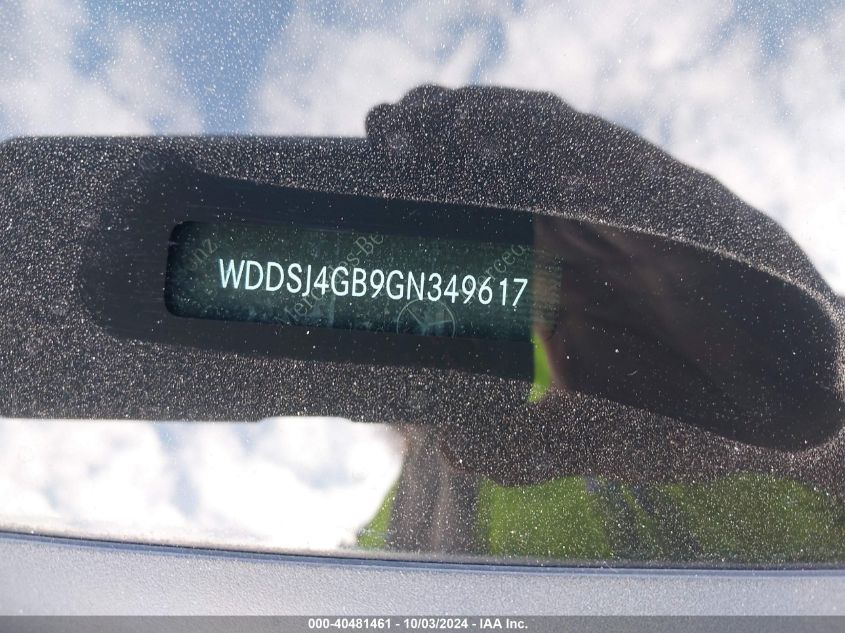 WDDSJ4GB9GN349617
000-40481461 - 10/03/2024 - IAA Inc.